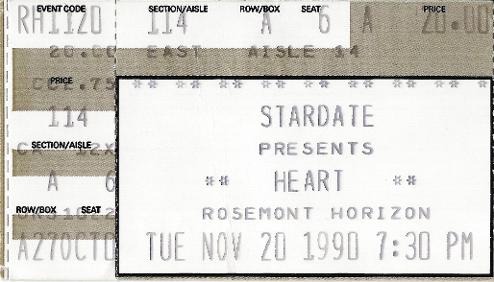 EVENT CODE SECTION/AISLE ROW/BOX SEAT PRICE
RH1120 114 A 6 A 20.00
20.00 EAST AISLE 14
PRICE
114
STARDATE
SECTION/AISLE
PRESENTS
A 6
** HEART **
ROW/BOX SEAT
ROSEMONT HORIZON
A270CT0 TUE NOV 20 1990 7:30 PM